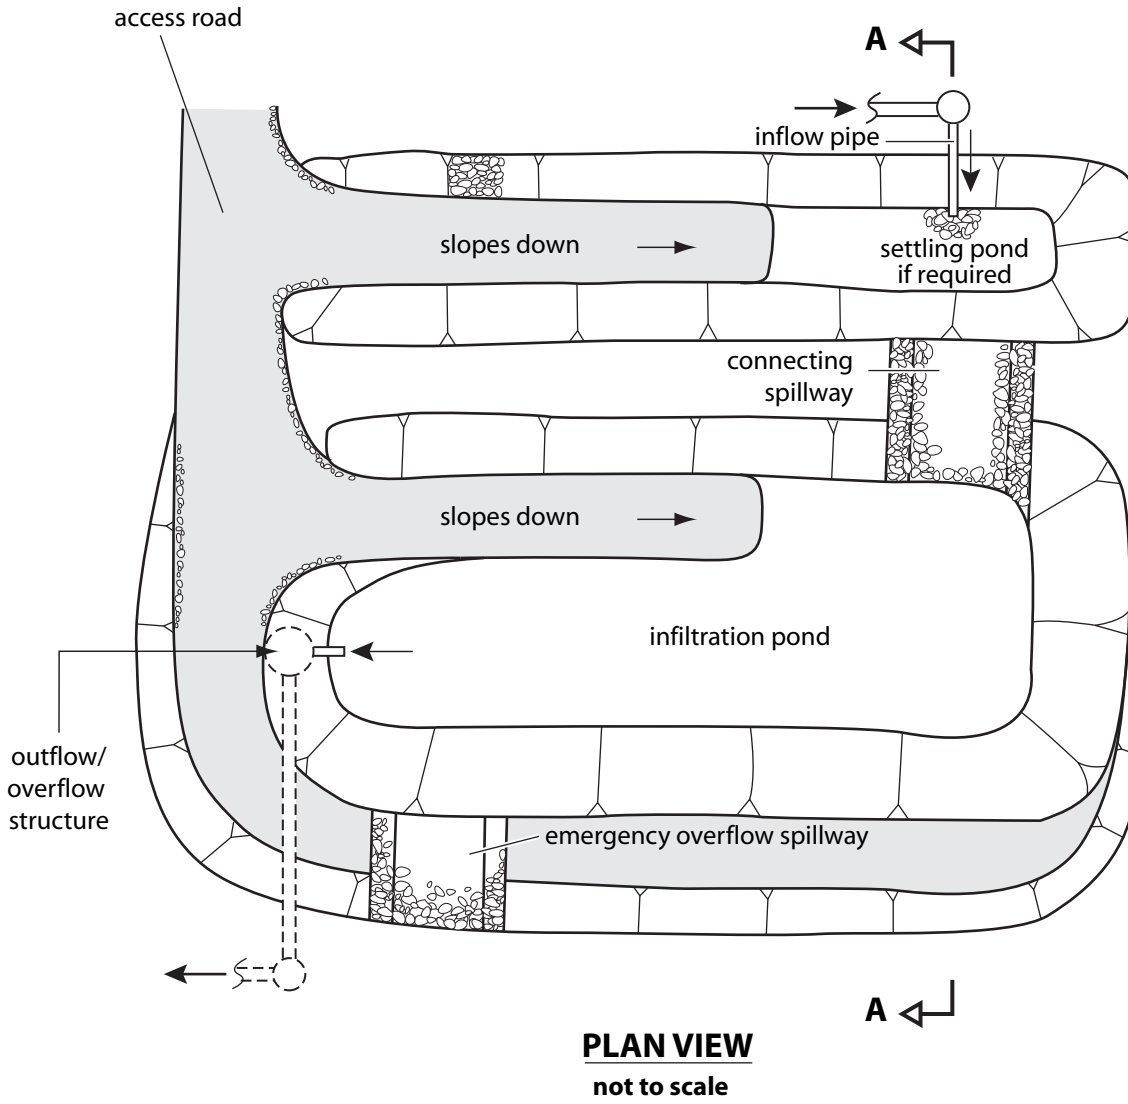 access road
A
inflow pipe
slopes down
settling pond
if required
connecting
spillway
slopes down
infiltration pond
outflow/
overflow
structure
emergency overflow spillway
A
PLAN VIEW
not to scale